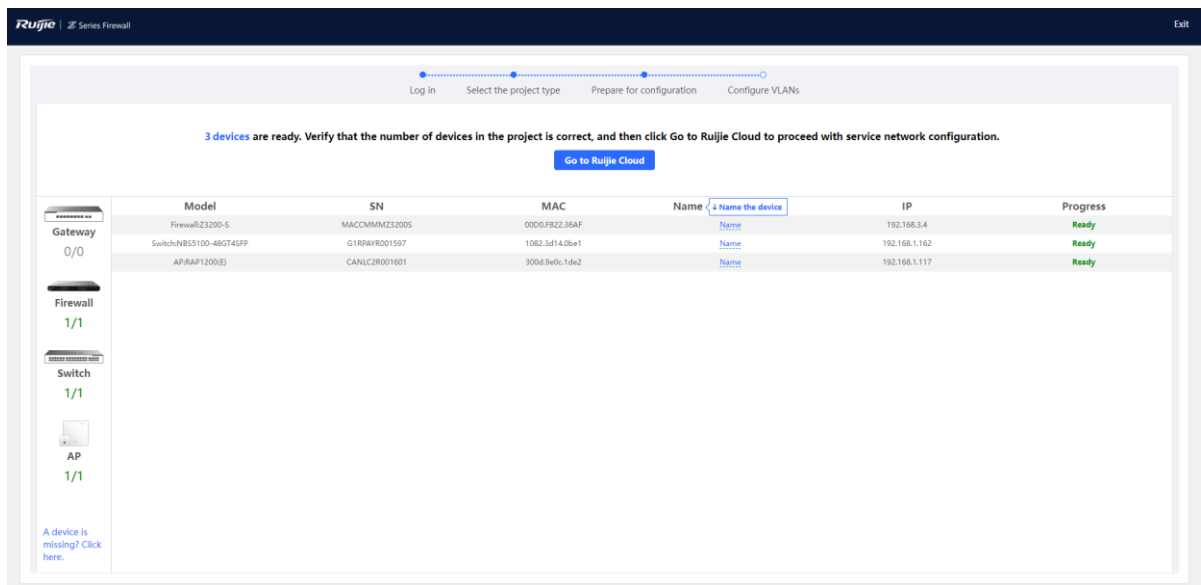 Ruijie | Z Series Firewall
Exit
Log in
Select the project type
Prepare for configuration
Configure VLANs
3 devices are ready. Verify that the number of devices in the project is correct, and then click Go to Ruijie Cloud to proceed with service network configuration.
Go to Ruijie Cloud
Model SN MAC Name ↓ Name the device IP Progress
Firewall:Z3200-S MACCMMMZ3200S 00D0.F822.36AF Name 192.168.3.4 Ready
Switch:NBS5100-48GT4SFP G1RPAYR001597 1082.3d14.0be1 Name 192.168.1.162 Ready
AP:RAP1200(E) CANLC2R001601 300d.9e0c.1de2 Name 192.168.1.117 Ready
Gateway
0/0
Firewall
1/1
Switch
1/1
AP
1/1
A device is
missing? Click
here.